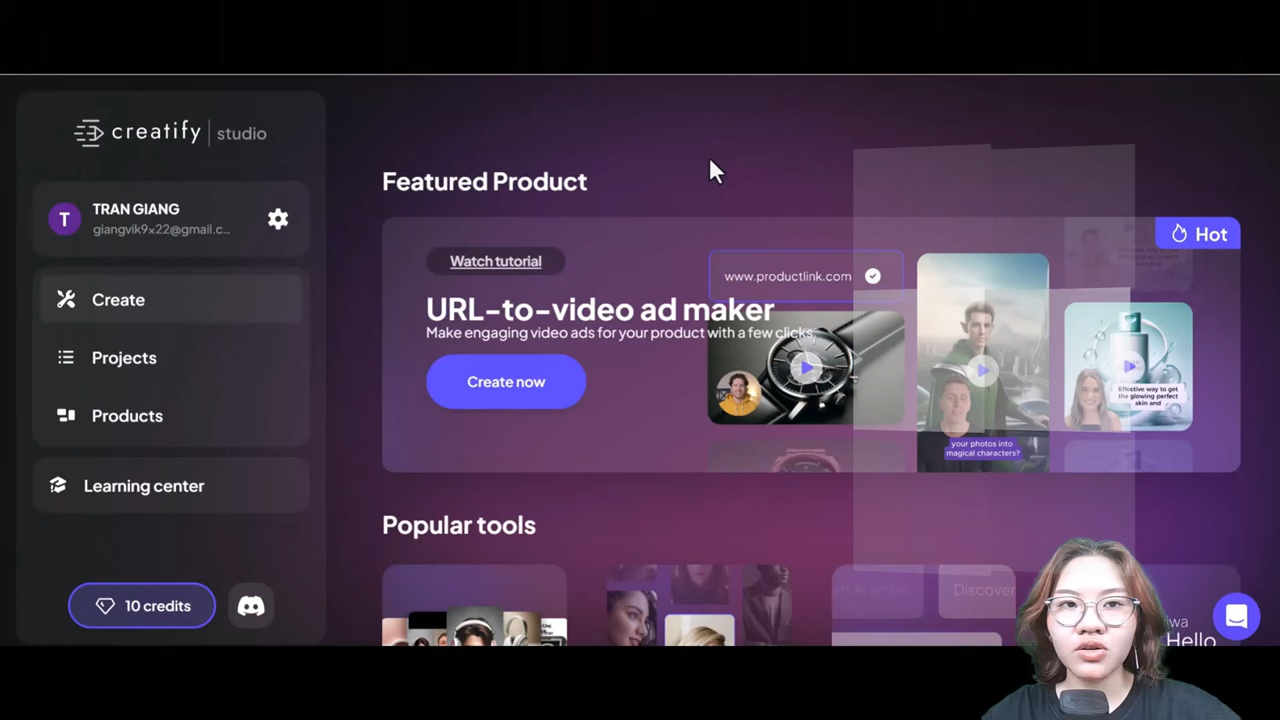 creatify studio
T
TRAN GIANG
giangvik9x22@gmail.c...
Create
Projects
Products
Learning center
10 credits
Featured Product
Hot
Watch tutorial
www.productlink.com
URL-to-video ad maker
Make engaging video ads for your product with a few clicks,
Create now
Effective way to get
the glowing perfect
skin and
your photos into
magical characters?
Popular tools
Discover
wa
Hello